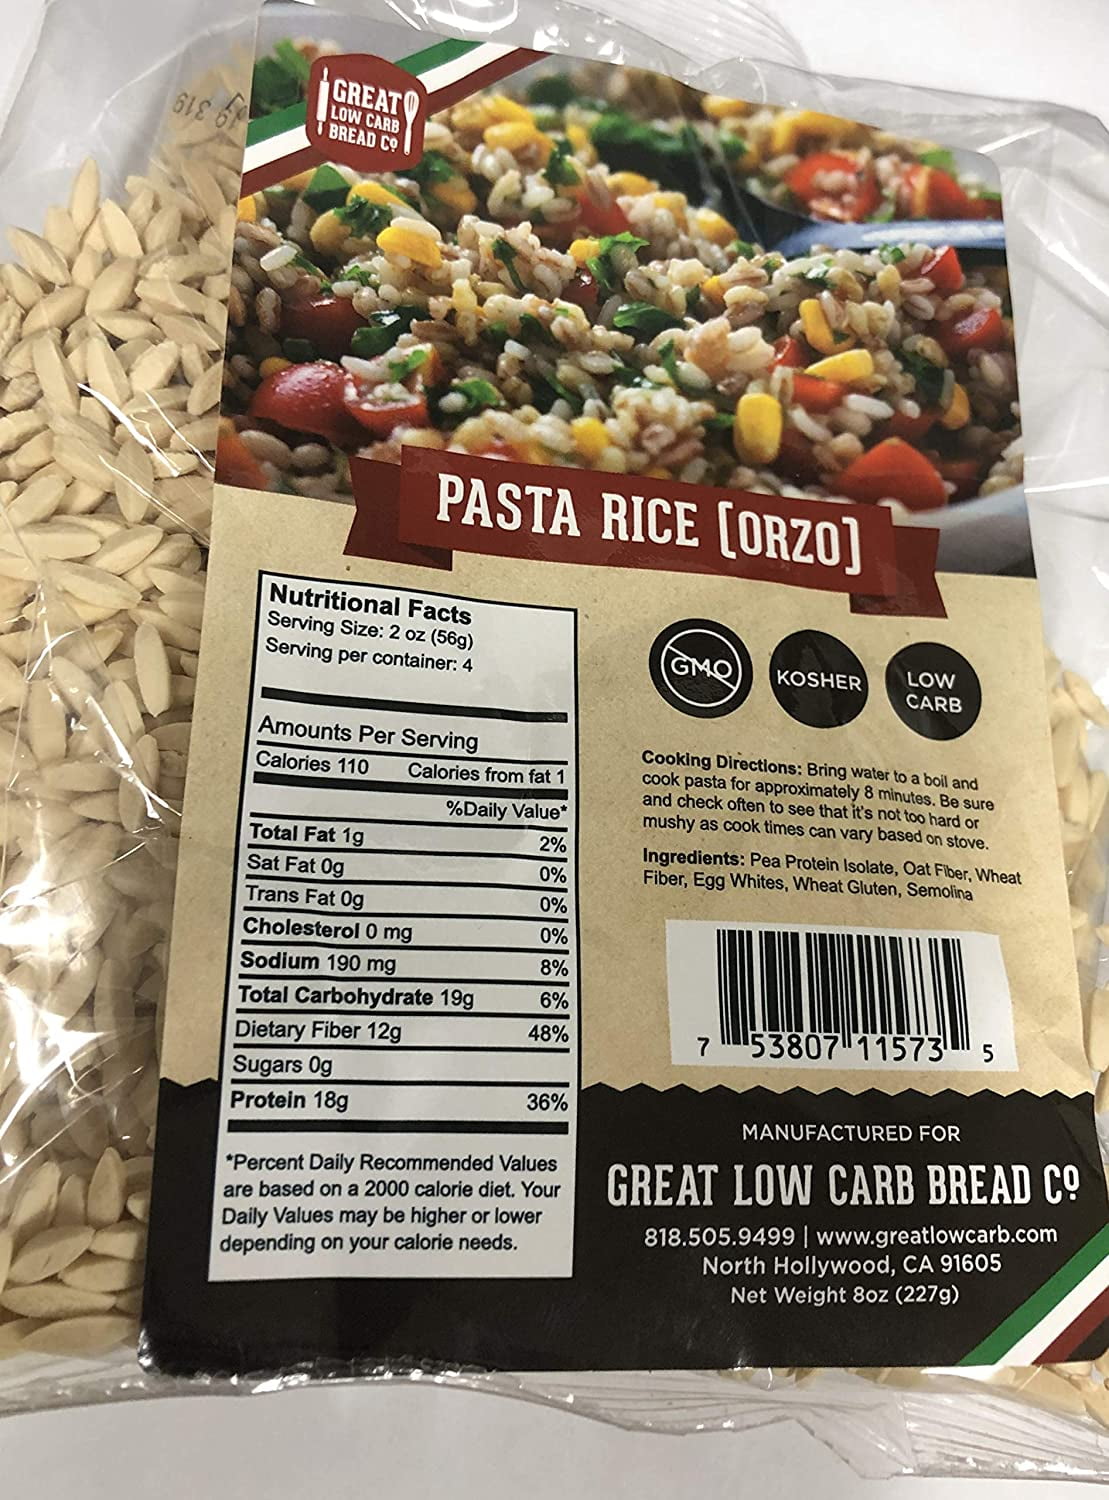 GREAT
LOW CARB
BREAD Cº
PASTA RICE [ORZO]
Nutritional Facts
Serving Size: 2 oz (56g)
Serving per container: 4
Amounts Per Serving
Calories 110 Calories from fat 1
%Daily Value*
Total Fat 1g 2%
Sat Fat 0g 0%
Trans Fat 0g 0%
Cholesterol 0 mg 0%
Sodium 190 mg 8%
Total Carbohydrate 19g 6%
Dietary Fiber 12g 48%
Sugars 0g
Protein 18g 36%
*Percent Daily Recommended Values
are based on a 2000 calorie diet. Your
Daily Values may be higher or lower
depending on your calorie needs.
GMO
KOSHER
LOW
CARB
Cooking Directions: Bring water to a boil and
cook pasta for approximately 8 minutes. Be sure
and check often to see that it's not too hard or
mushy as cook times can vary based on stove.
Ingredients: Pea Protein Isolate, Oat Fiber, Wheat
Fiber, Egg Whites, Wheat Gluten, Semolina
7 53807 11573 5
MANUFACTURED FOR
GREAT LOW CARB BREAD Cº
818.505.9499 | www.greatlowcarb.com
North Hollywood, CA 91605
Net Weight 8oz (227g)